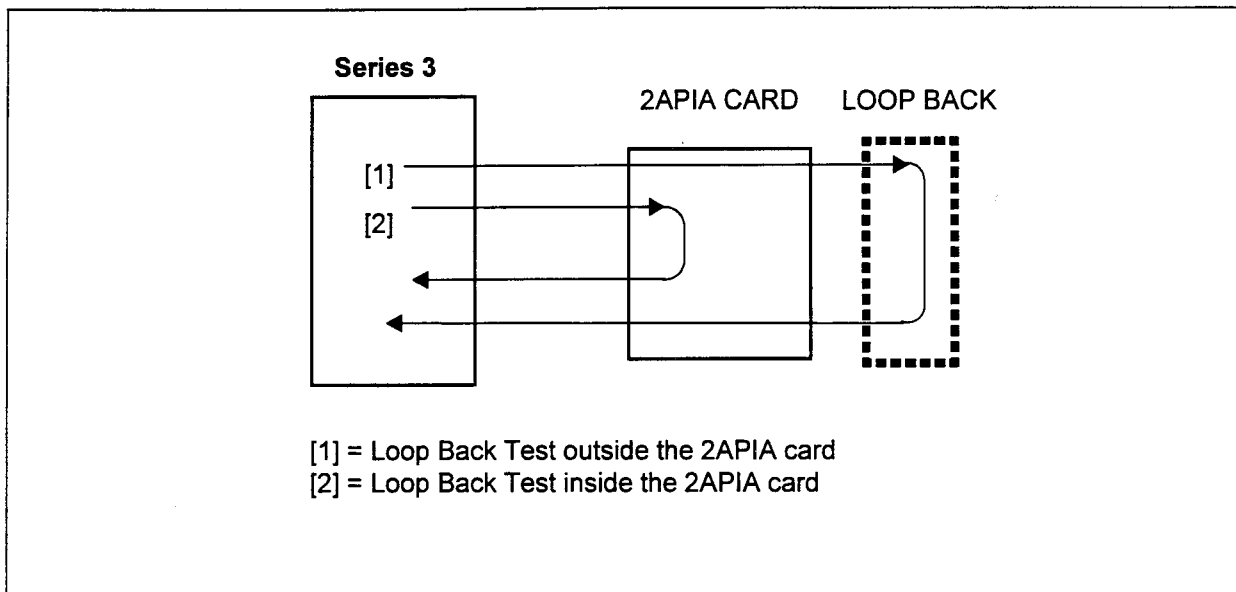 Series 3
2APIA CARD
LOOP BACK
[1]
[2]
[1] = Loop Back Test outside the 2APIA card
[2] = Loop Back Test inside the 2APIA card